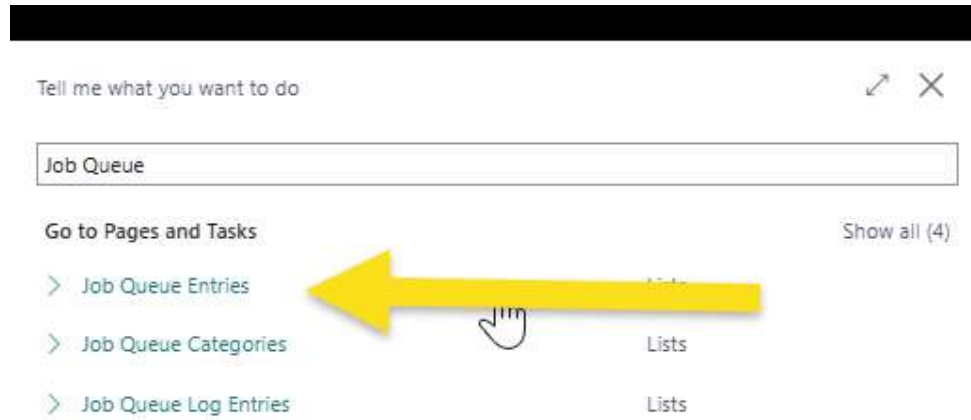 Tell me what you want to do
Job Queue
Go to Pages and Tasks Show all (4)
Job Queue Entries
Job Queue Categories Lists
Job Queue Log Entries Lists